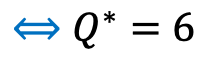 ⇔ Q* = 6